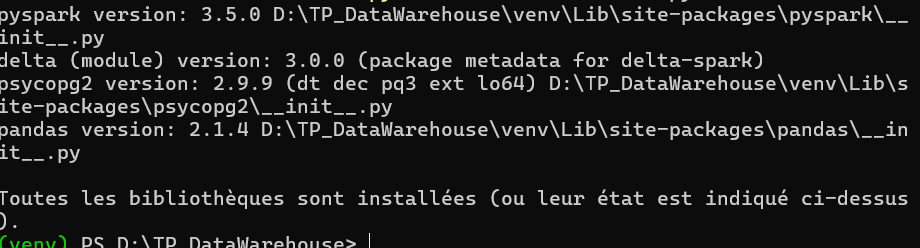 pyspark version: 3.5.0 D:\TP_DataWarehouse\venv\Lib\site-packages\pyspark\__
init__.py
delta (module) version: 3.0.0 (package metadata for delta-spark)
psycopg2 version: 2.9.9 (dt dec pq3 ext lo64) D:\TP_DataWarehouse\venv\Lib\s
ite-packages\psycopg2\__init__.py
pandas version: 2.1.4 D:\TP_DataWarehouse\venv\Lib\site-packages\pandas\__in
it__.py
Toutes les bibliothèques sont installées (ou leur état est indiqué ci-dessus
).
(venv) PS D:\TP_DataWarehouse>